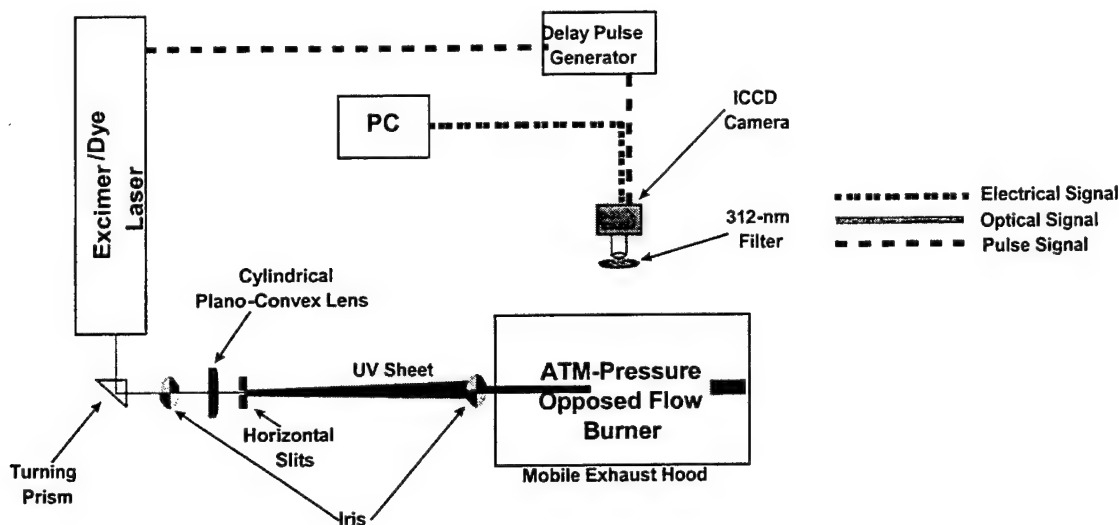 Delay Pulse
Generator
ICCD
Camera
PC
Excimer/Dye
Laser
Electrical Signal
Optical Signal
Pulse Signal
312-nm
Filter
Cylindrical
Plano-Convex Lens
UV Sheet
ATM-Pressure
Opposed Flow
Burner
Horizontal
Slits
Turning
Prism
Mobile Exhaust Hood
Iris